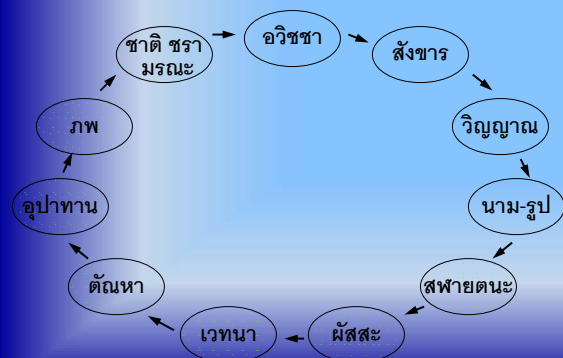 อวิชชา
สังขาร
วิญญาณ
นาม-รูป
สฬายตนะ
ผัสสะ
เวทนา
ตัณหา
อุปาทาน
ภพ
ชาติ ชรา
มรณะ